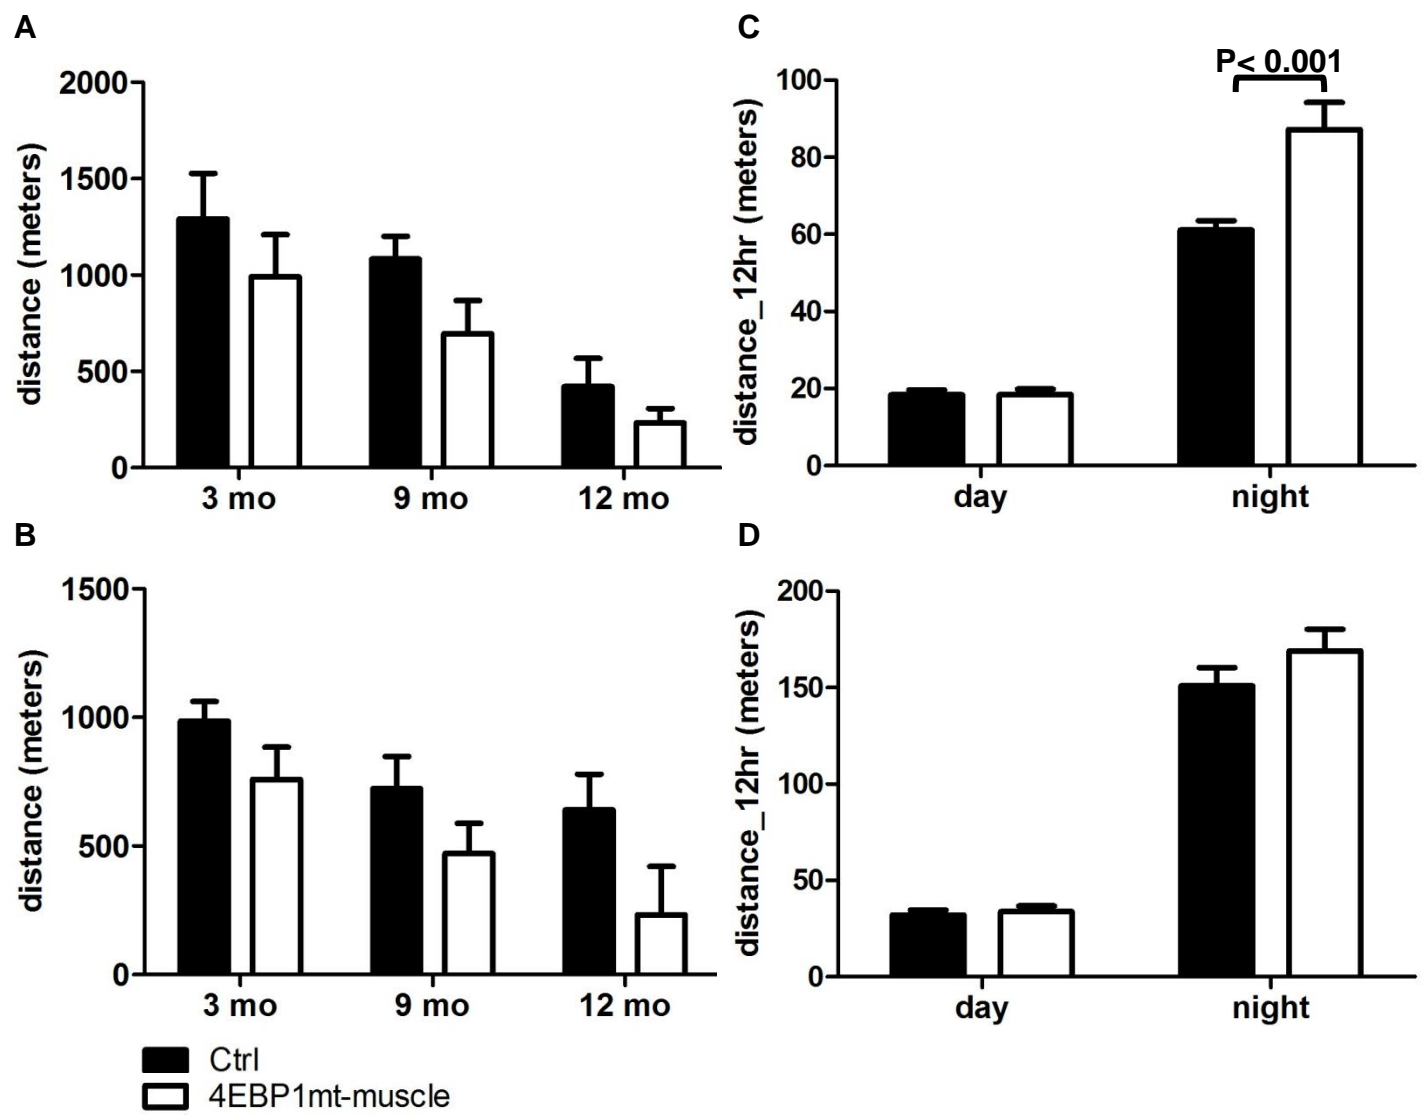 A
2000
1500
1000
500
0
distance (meters)
3 mo 9 mo 12 mo
B
1500
1000
500
0
distance (meters)
3 mo 9 mo 12 mo
Ctrl
4EBP1mt-muscle
C
P< 0.001
100
80
60
40
20
0
distance_12hr (meters)
day night
D
200
150
100
50
0
distance_12hr (meters)
day night